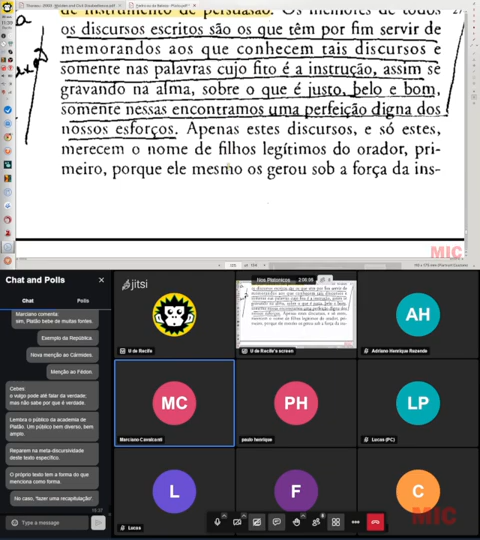 de instrumento de persuasão. Os melhores de todos
os discursos escritos são os que têm por fim servir de
memorandos aos que conhecem tais discursos e
somente nas palavras cujo fito é a instrução, assim se
gravando na alma, sobre o que é justo, belo e bom,
somente nessas encontramos uma perfeição digna dos
nossos esforços. Apenas estes discursos, e só estes,
merecem o nome de filhos legítimos do orador, pri-
meiro, porque ele mesmo os gerou sob a força da ins-
MIC
Chat and Polls
Chat
Polls
Marciano comenta:
sim, Platão bebe de muitas fontes.
Exemplo da República.
Nova menção ao Cármedes.
Menção ao Fédon.
Cebes:
o vulgo pode até falar da verdade;
mas não sabe por que é verdade.
Lembra o público da academia de
Platão. Um público bem diverso, bem
amplo.
Reparem na meta-discursividade
deste texto específico.
O próprio texto tem a forma do que
menciona como forma.
No caso, 'fazer uma recapitulação'.
Type a message
jitsi
Nos Platônicos
U de Recife
U de Recife's screen
AH
Adriano Henrique Rezende
MC
Marciano Cavalcanti
PH
paulo henrique
LP
Lucas (PC)
L
Lucas
F
C
MIC